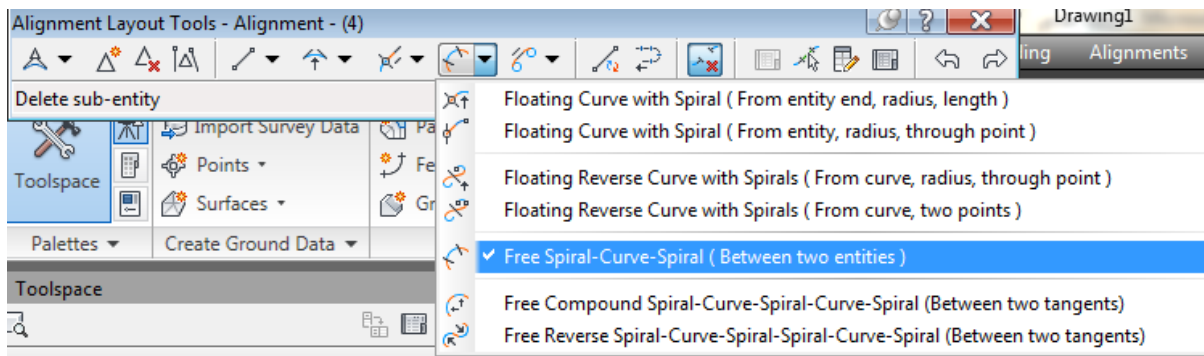 Alignment Layout Tools - Alignment - (4)
Drawing1
ling Alignments
Delete sub-entity
Floating Curve with Spiral ( From entity end, radius, length )
Floating Curve with Spiral ( From entity, radius, through point )
Import Survey Data Pa
Toolspace
Points Fe
Floating Reverse Curve with Spirals ( From curve, radius, through point )
Surfaces Gr
Floating Reverse Curve with Spirals ( From curve, two points )
Palettes Create Ground Data
Free Spiral-Curve-Spiral ( Between two entities )
Toolspace
Free Compound Spiral-Curve-Spiral-Curve-Spiral (Between two tangents)
Free Reverse Spiral-Curve-Spiral-Spiral-Curve-Spiral (Between two tangents)